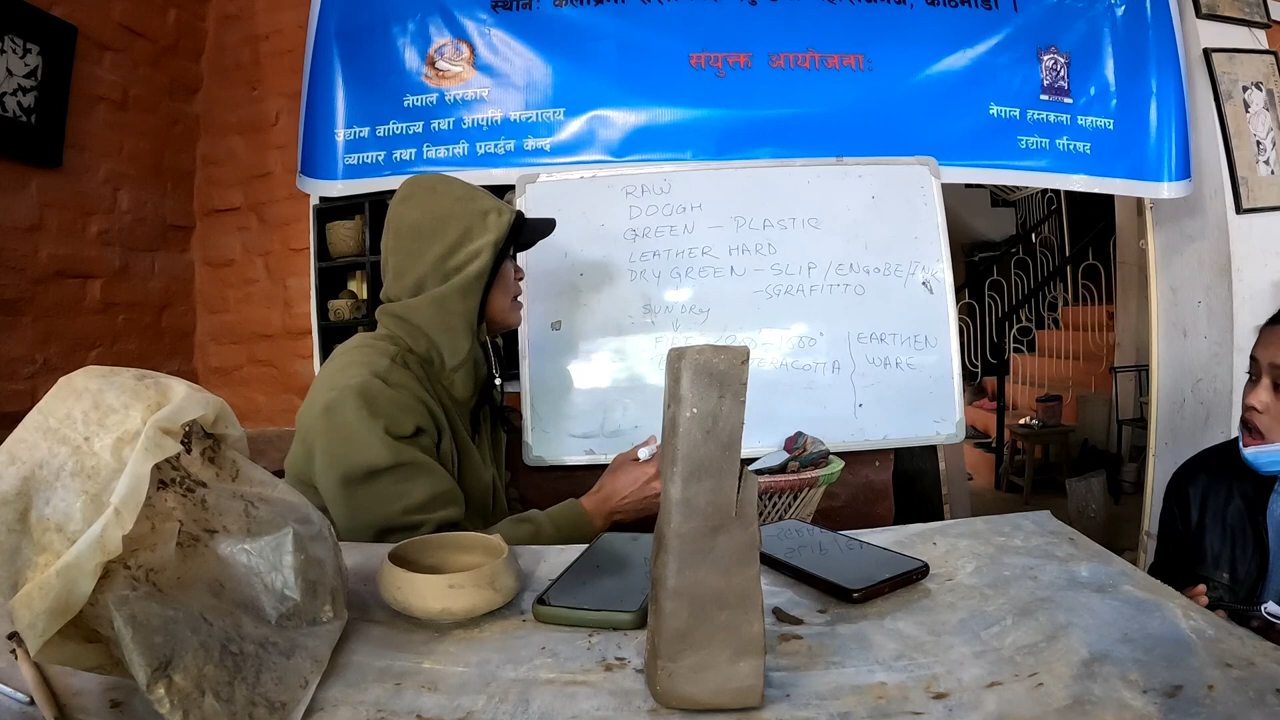 संयुक्त आयोजनाः
नेपाल सरकार
उद्योग वाणिज्य तथा आपूर्ति मन्त्रालय
व्यापार तथा निकासी प्रवर्द्धन केन्द्र
FHAN
नेपाल हस्तकला महासंघ
उद्योग परिषद
RAW
DOUGH
GREEN — PLASTIC
LEATHER HARD
DRY GREEN — SLIP / ENGOBE / INK
— SGRAFITTO
SUN DRY
TERACOTTA
EARTHEN
WARE